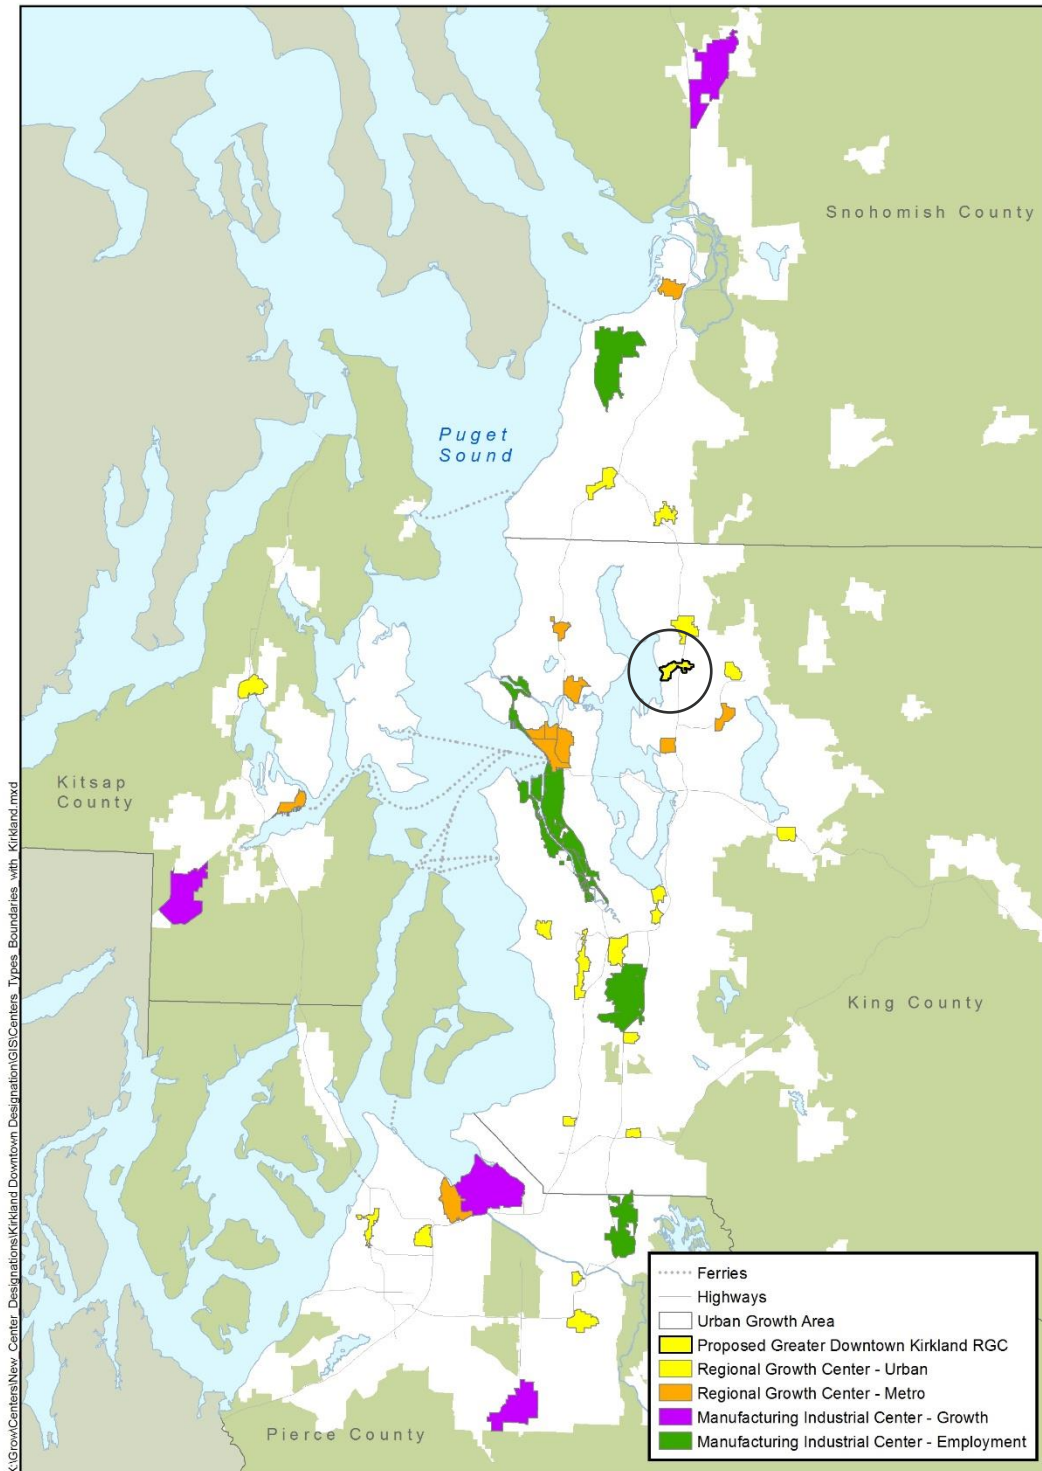 Snohomish County
Puget
Sound
Kitsap
County
King County
Pierce County
Ferries
Highways
Urban Growth Area
Proposed Greater Downtown Kirkland RGC
Regional Growth Center - Urban
Regional Growth Center - Metro
Manufacturing Industrial Center - Growth
Manufacturing Industrial Center - Employment
K:\Grow\Centers\New_Center_Designations\Kirkland Downtown Designation\GIS\Centers_Types_Boundaries_with_Kirkland.mxd